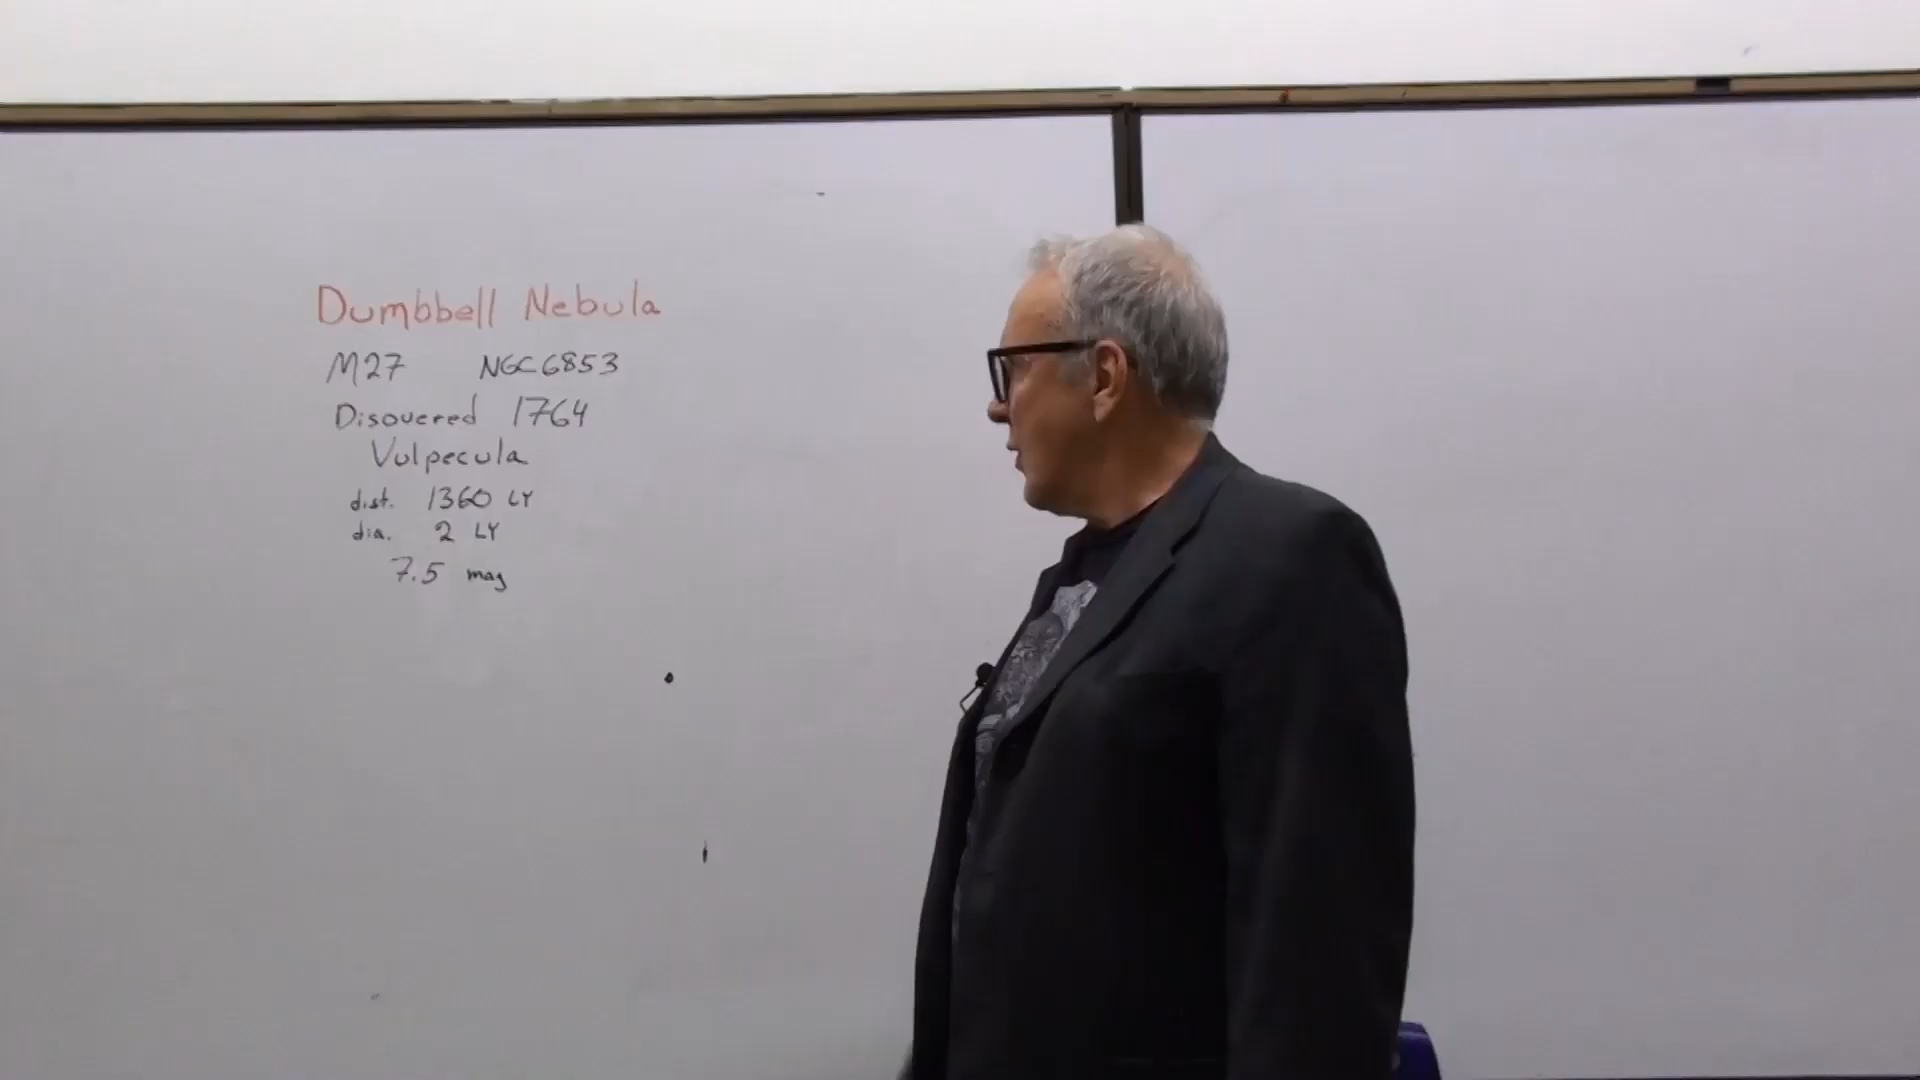 Dumbbell Nebula
M27 NGC6853
Disovered 1764
Vulpecula
dist. 1360 LY
dia. 2 LY
7.5 mag